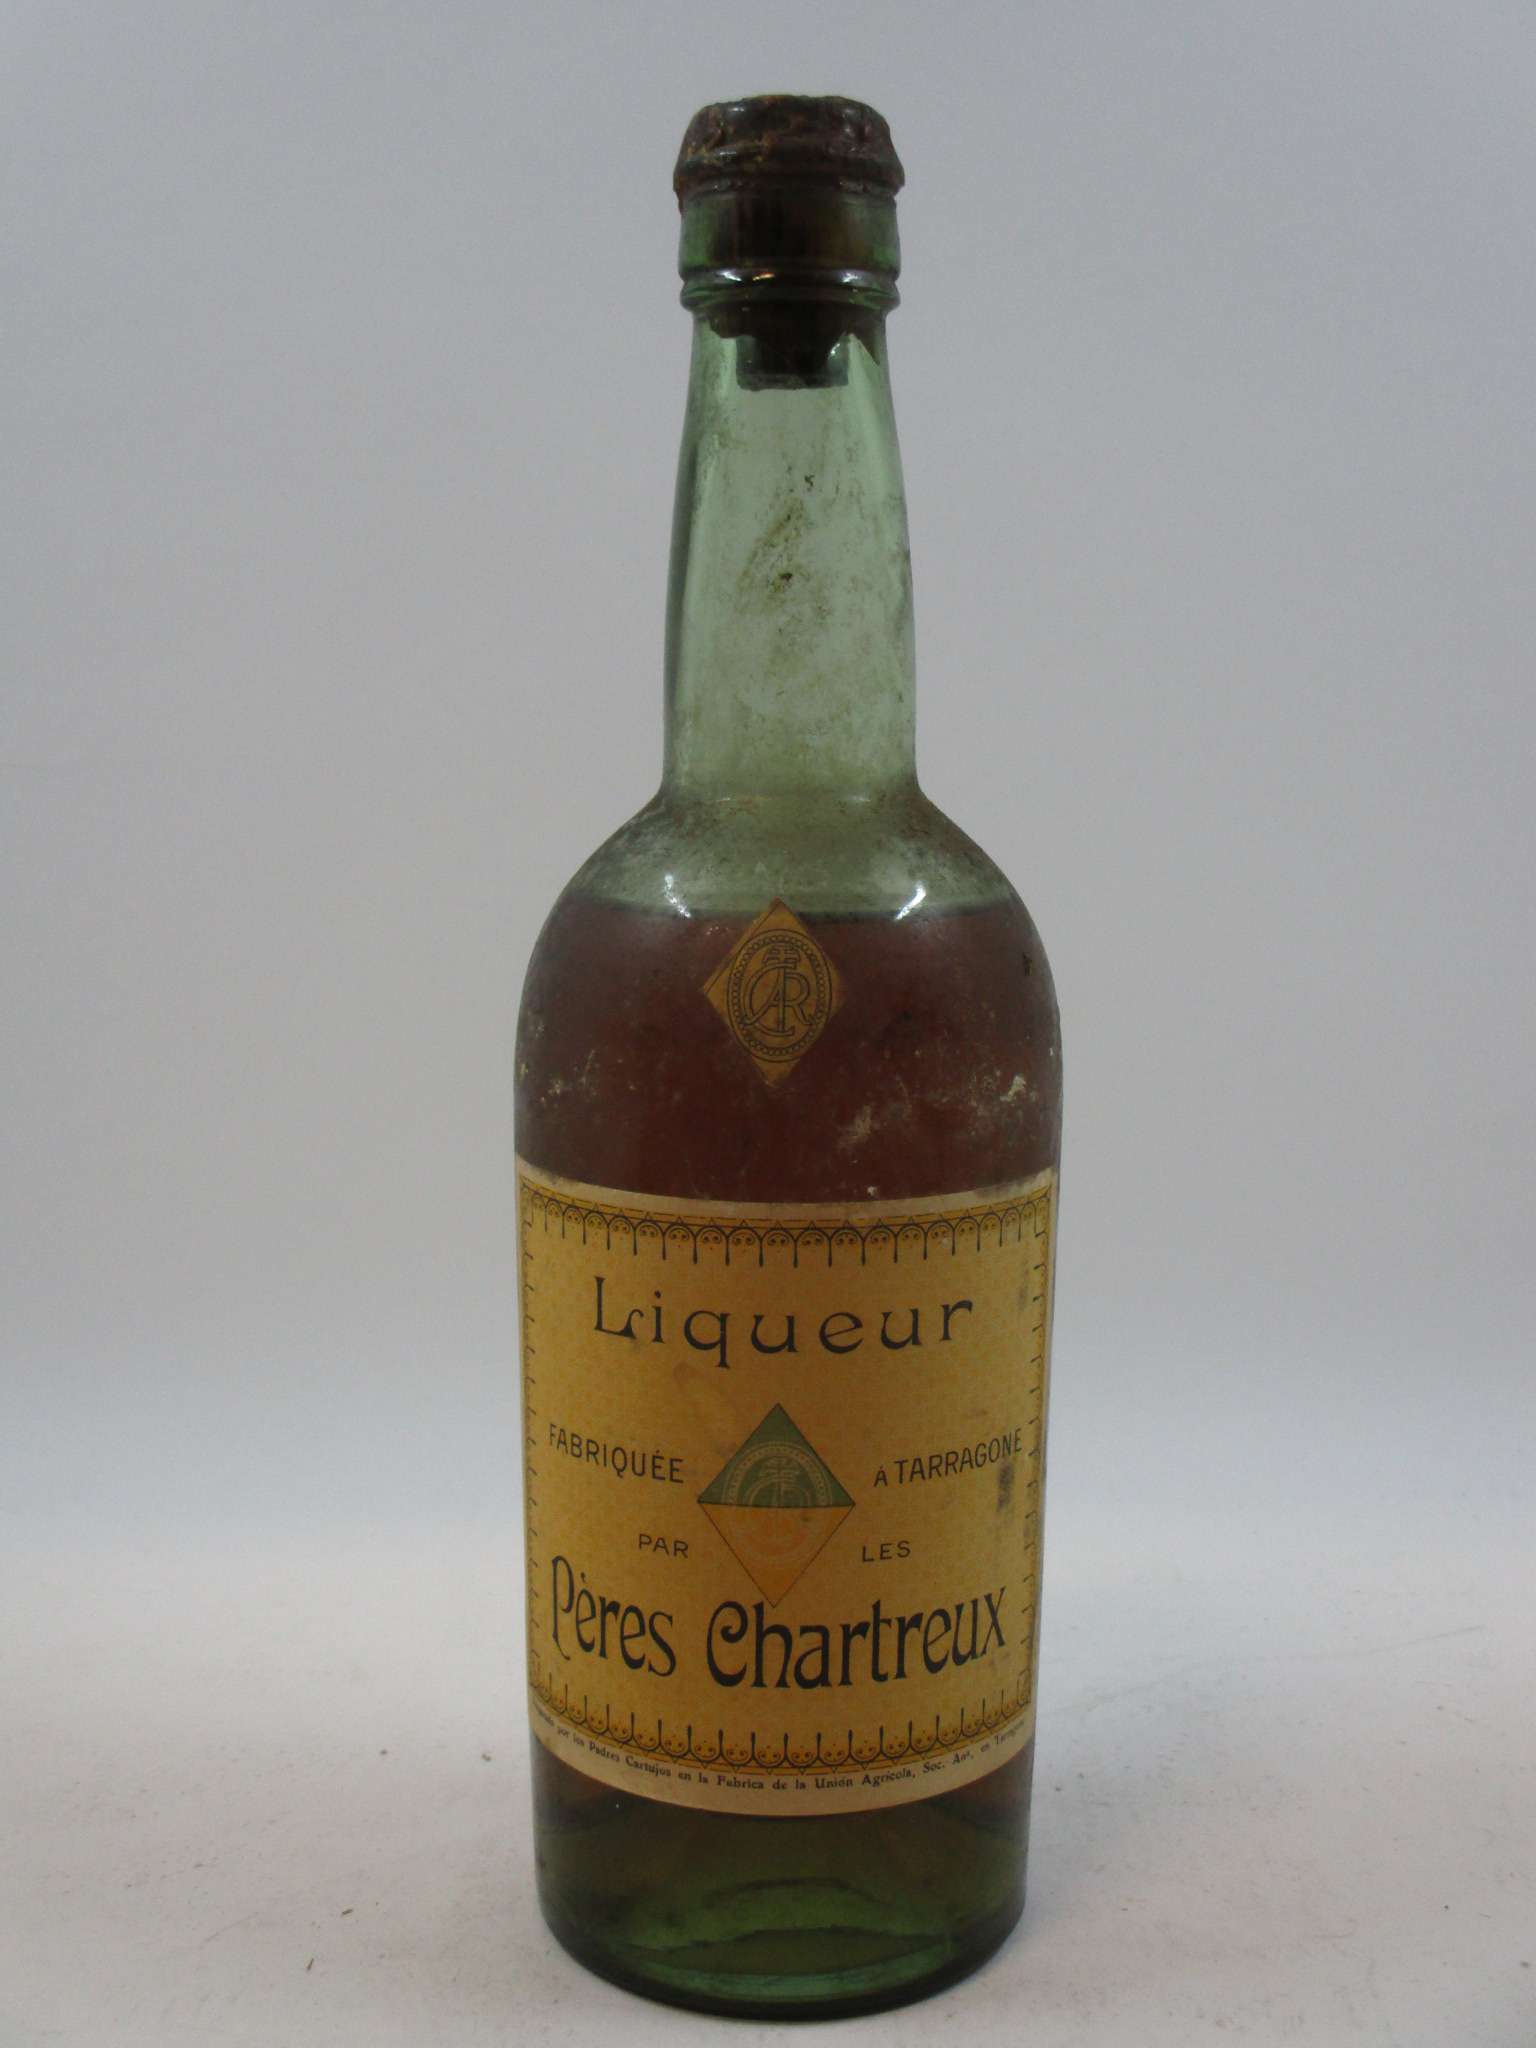 Liqueur
FABRIQUÉE À TARRAGONE
PAR LES
Pères Chartreux
por los Padres Cartujos en la Fabrica de la Unión Agrícola, Soc. Anª, en Tarragona